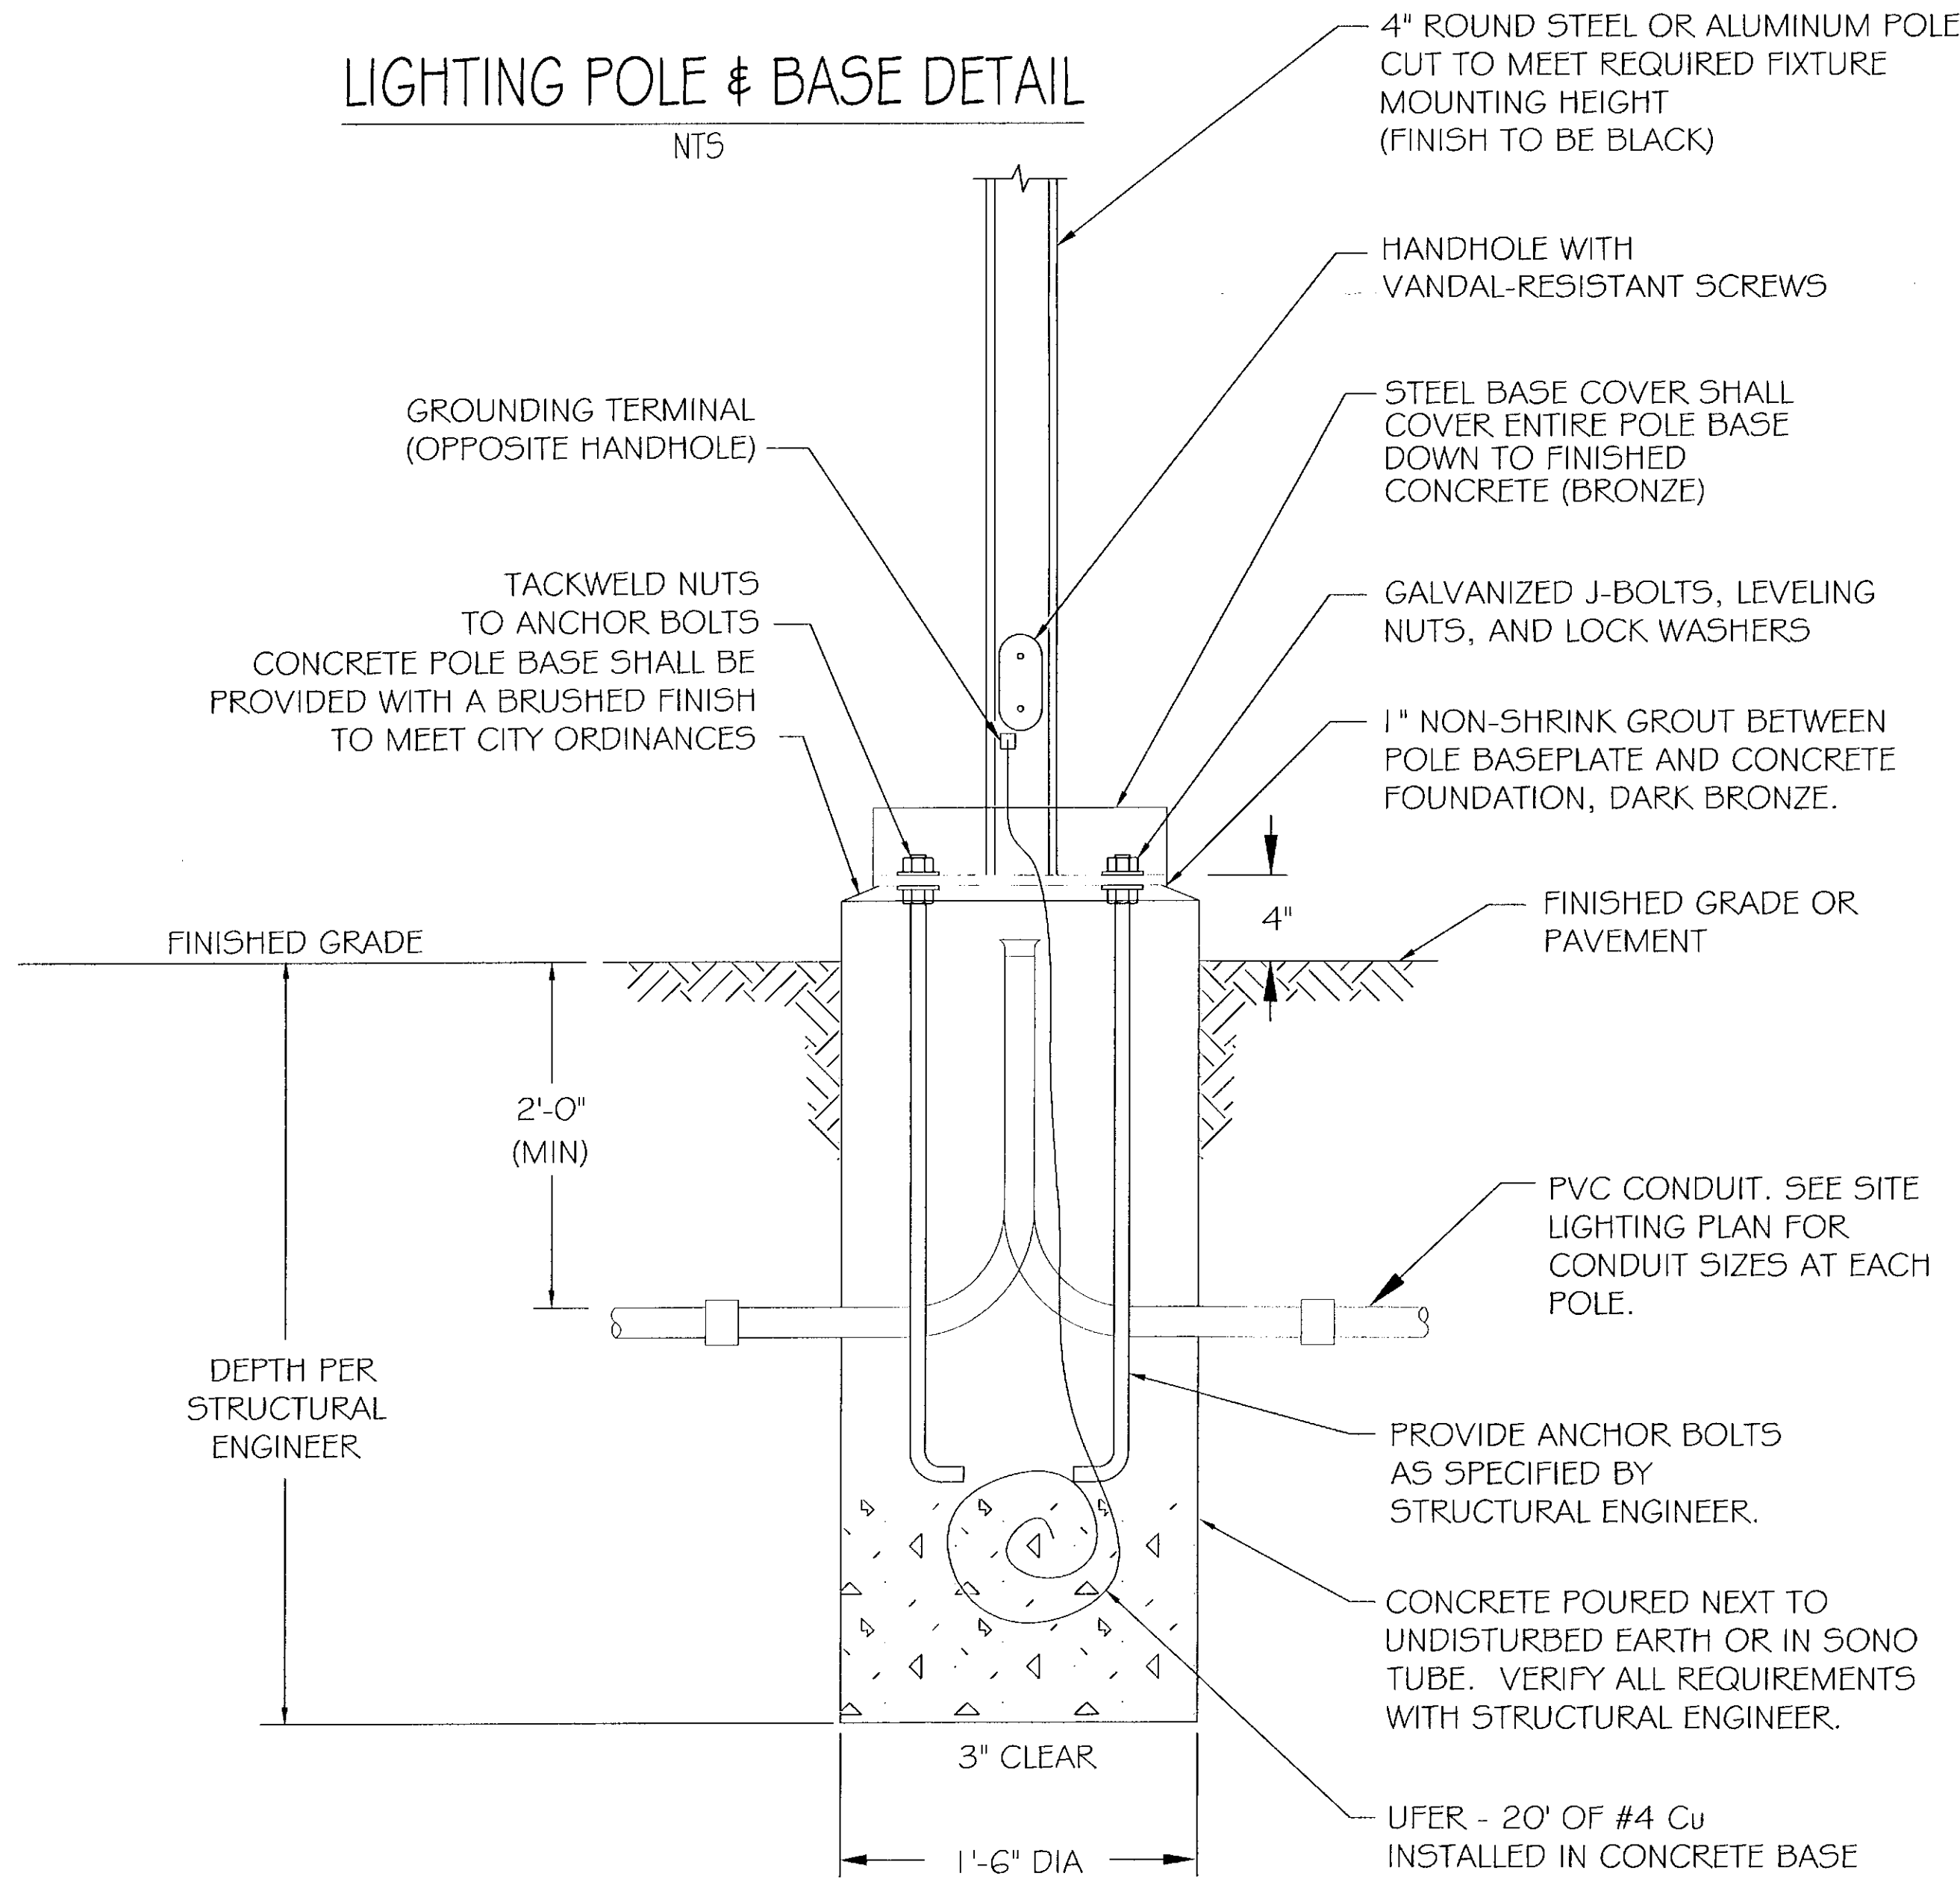 LIGHTING POLE & BASE DETAIL
NTS
4" ROUND STEEL OR ALUMINUM POLE
CUT TO MEET REQUIRED FIXTURE
MOUNTING HEIGHT
(FINISH TO BE BLACK)
HANDHOLE WITH
VANDAL-RESISTANT SCREWS
STEEL BASE COVER SHALL
COVER ENTIRE POLE BASE
DOWN TO FINISHED
CONCRETE (BRONZE)
GROUNDING TERMINAL
(OPPOSITE HANDHOLE)
TACKWELD NUTS
TO ANCHOR BOLTS
CONCRETE POLE BASE SHALL BE
PROVIDED WITH A BRUSHED FINISH
TO MEET CITY ORDINANCES
GALVANIZED J-BOLTS, LEVELING
NUTS, AND LOCK WASHERS
1" NON-SHRINK GROUT BETWEEN
POLE BASEPLATE AND CONCRETE
FOUNDATION, DARK BRONZE.
4"
FINISHED GRADE OR
PAVEMENT
FINISHED GRADE
2'-0"
(MIN)
PVC CONDUIT. SEE SITE
LIGHTING PLAN FOR
CONDUIT SIZES AT EACH
POLE.
DEPTH PER
STRUCTURAL
ENGINEER
PROVIDE ANCHOR BOLTS
AS SPECIFIED BY
STRUCTURAL ENGINEER.
CONCRETE POURED NEXT TO
UNDISTURBED EARTH OR IN SONO
TUBE. VERIFY ALL REQUIREMENTS
WITH STRUCTURAL ENGINEER.
3" CLEAR
1'-6" DIA
UFER - 20' OF #4 Cu
INSTALLED IN CONCRETE BASE